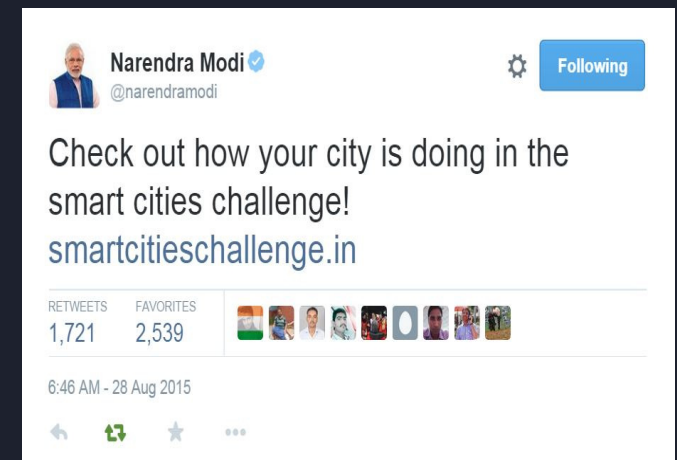 Narendra Modi
@narendramodi
Following
Check out how your city is doing in the
smart cities challenge!
smartcitieschallenge.in
RETWEETS FAVORITES
1,721 2,539
6:46 AM - 28 Aug 2015